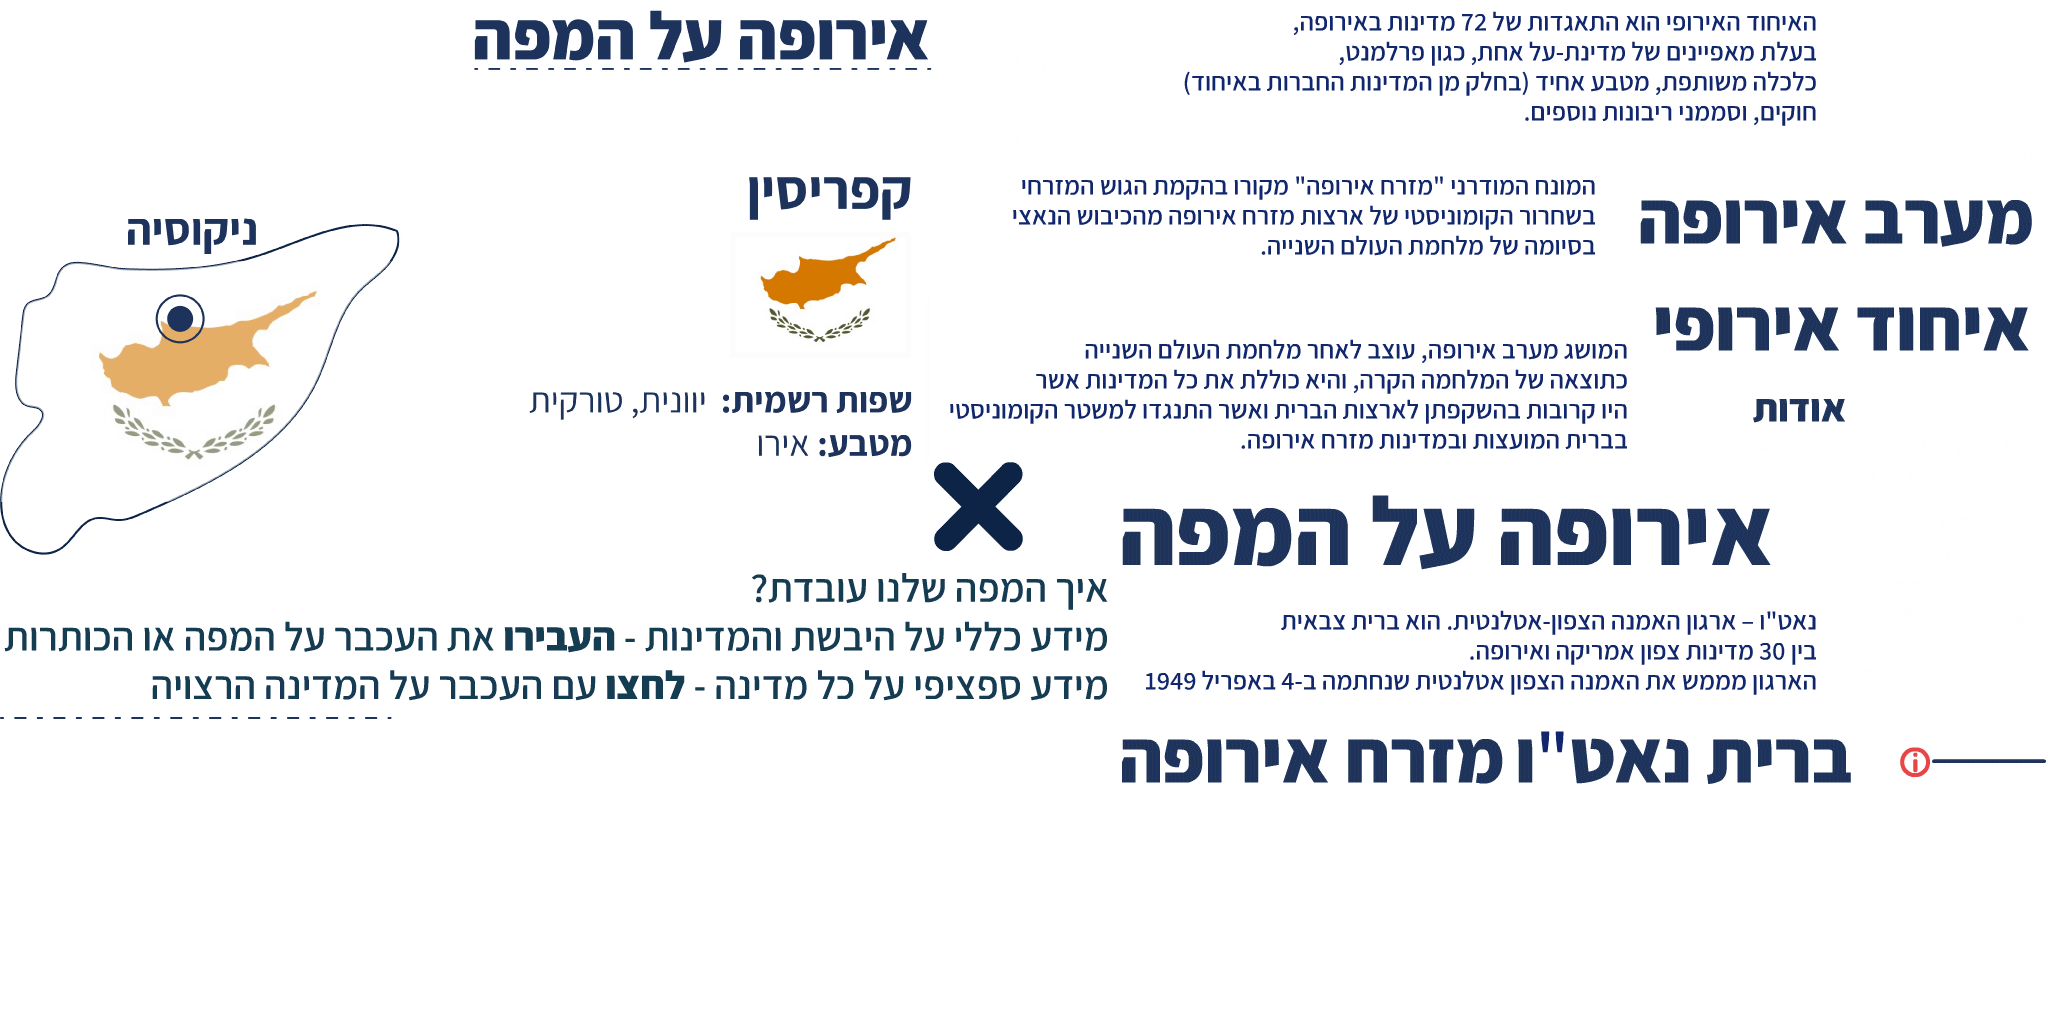 אירופה על המפה
האיחוד האירופי הוא התאגדות של 72 מדינות באירופה,
בעלת מאפיינים של מדינת-על אחת, כגון פרלמנט,
כלכלה משותפת, מטבע אחיד (בחלק מן המדינות החברות באיחוד)
חוקים, וסממני ריבונות נוספים.
מערב אירופה
המונח המודרני "מזרח אירופה" מקורו בהקמת הגוש המזרחי
בשחרור הקומוניסטי של ארצות מזרח אירופה מהכיבוש הנאצי
בסיומה של מלחמת העולם השנייה.
קפריסין
ניקוסיה
איחוד אירופי
המושג מערב אירופה, עוצב לאחר מלחמת העולם השנייה
כתוצאה של המלחמה הקרה, והיא כוללת את כל המדינות אשר
היו קרובות בהשקפתן לארצות הברית ואשר התנגדו למשטר הקומוניסטי
בברית המועצות ובמדינות מזרח אירופה.
אודות
שפות רשמית: יוונית, טורקית
מטבע: אירו
אירופה על המפה
איך המפה שלנו עובדת?
מידע כללי על היבשת והמדינות - העבירו את העכבר על המפה או הכותרות
מידע ספציפי על כל מדינה - לחצו עם העכבר על המדינה הרצויה
נאט"ו – ארגון האמנה הצפון-אטלנטית. הוא ברית צבאית
בין 30 מדינות צפון אמריקה ואירופה.
הארגון מממש את האמנה הצפון אטלנטית שנחתמה ב-4 באפריל 1949
ברית נאט"ו מזרח אירופה